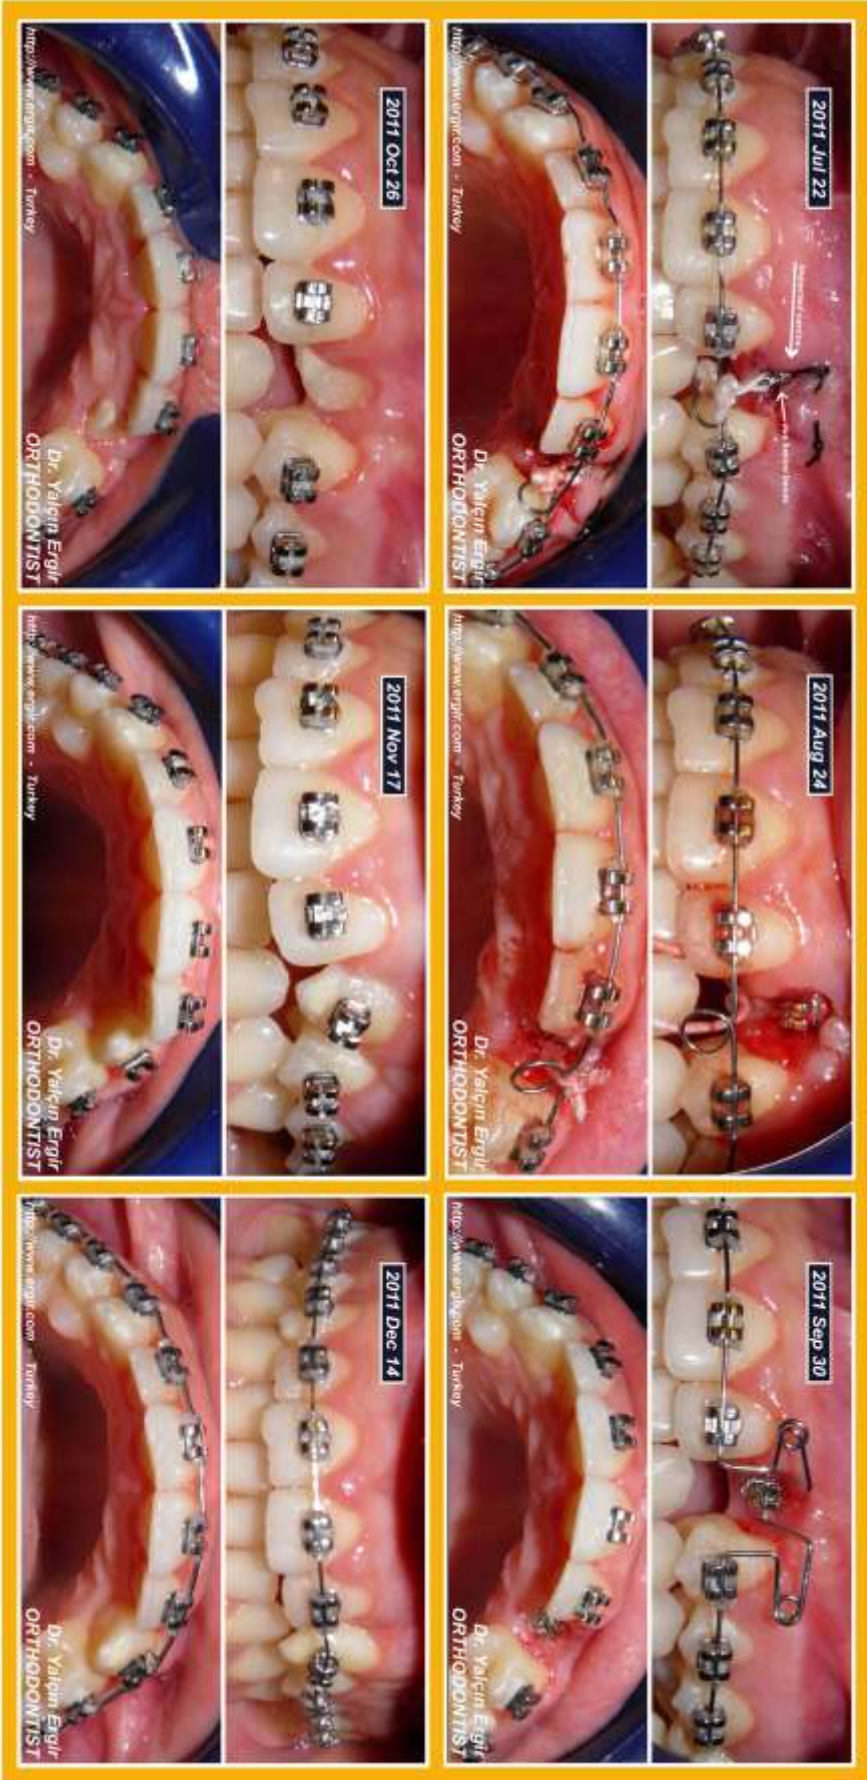 2011 Jul 22
impacted canine
Dr. Yalçın Ergir
http://www.ergir.com - Turkey ORTHODONTIST
2011 Aug 24
Dr. Yalçın Ergir
http://www.ergir.com - Turkey ORTHODONTIST
2011 Sep 30
Dr. Yalçın Ergir
http://www.ergir.com - Turkey ORTHODONTIST
2011 Oct 26
Dr. Yalçın Ergir
http://www.ergir.com - Turkey ORTHODONTIST
2011 Nov 17
Dr. Yalçın Ergir
http://www.ergir.com - Turkey ORTHODONTIST
2011 Dec 14
Dr. Yalçın Ergir
http://www.ergir.com - Turkey ORTHODONTIST